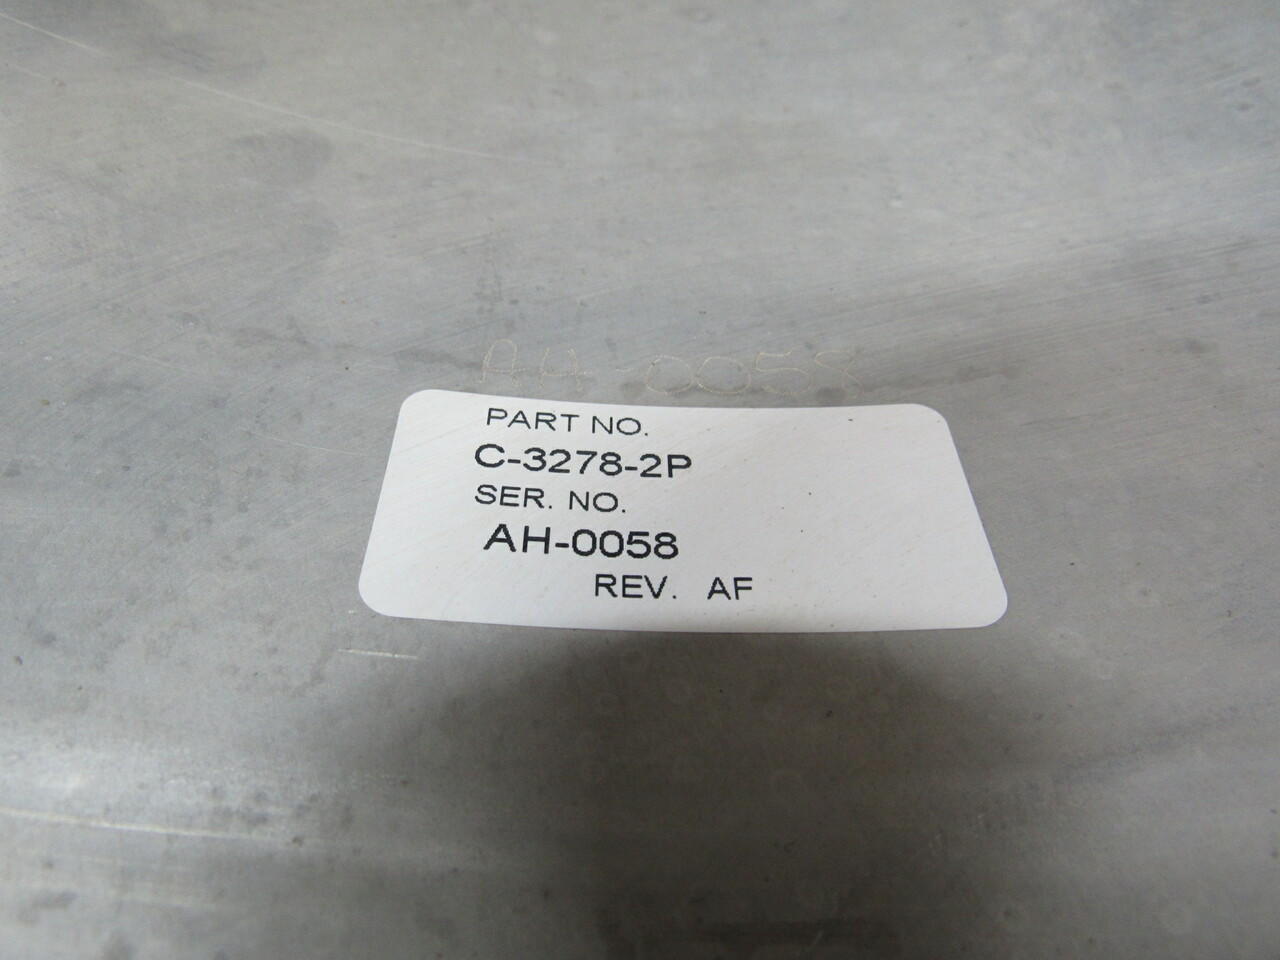 AH-0058
PART NO.
C-3278-2P
SER. NO.
AH-0058
REV. AF